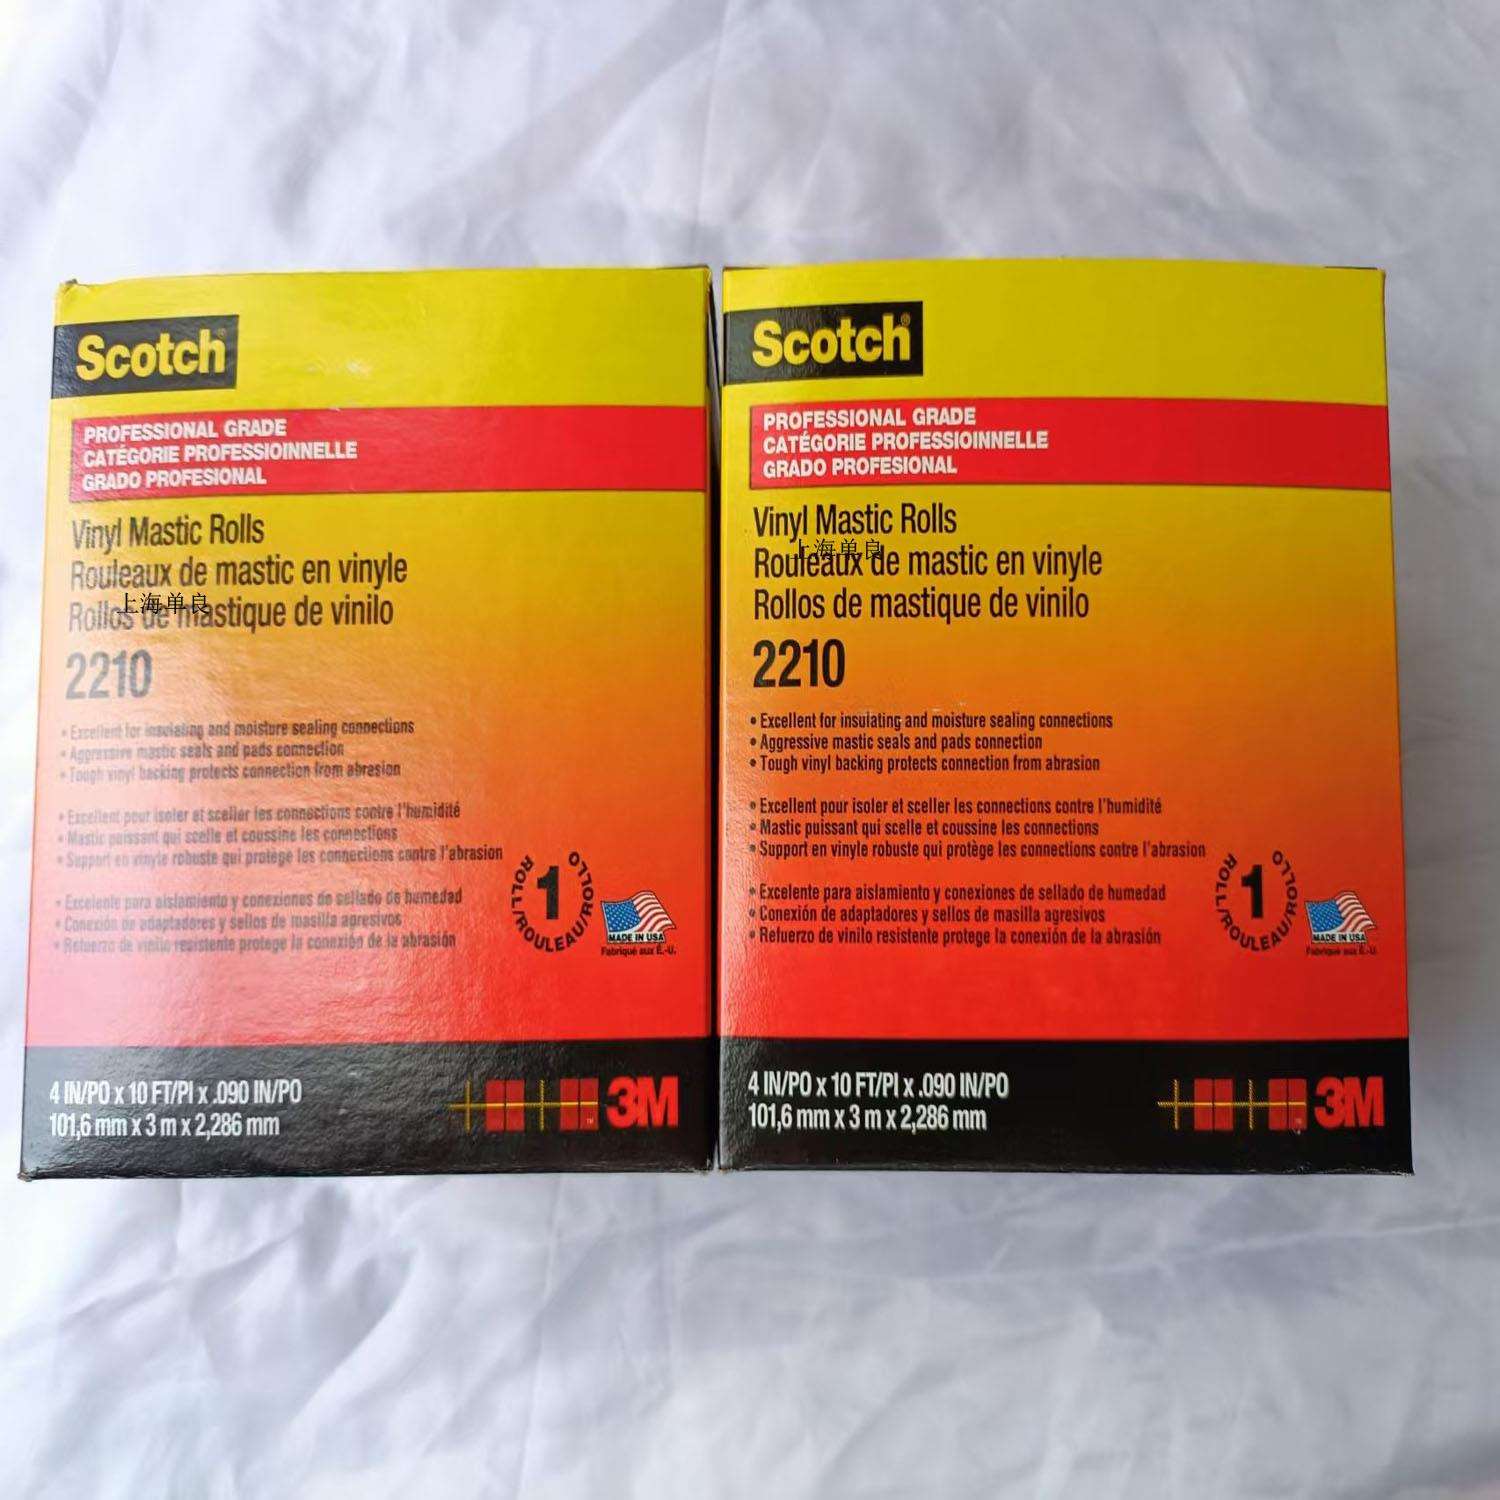 Scotch®
PROFESSIONAL GRADE
CATÉGORIE PROFESSIOINNELLE
GRADO PROFESIONAL
Vinyl Mastic Rolls
Rouleaux de mastic en vinyle
上海单良
Rollos de mastique de vinilo
2210
• Excellent for insulating and moisture sealing connections
• Aggressive mastic seals and pads connection
• Tough vinyl backing protects connection from abrasion
• Excellent pour isoler et sceller les connections contre l'humidité
• Mastic puissant qui scelle et coussine les connections
• Support en vinyle robuste qui protège les connections contre l'abrasion
• Excelente para aislamiento y conexiones de sellado de humedad
• Conexión de adaptadores y sellos de masilla agresivos
• Refuerzo de vinilo resistente protege la conexión de la abrasión
1
ROLL/ROULEAU/ROLLO
MADE IN USA
Fabriqué aux É.-U.
4 IN/PO x 10 FT/PI x .090 IN/PO
101,6 mm x 3 m x 2,286 mm
3M
Scotch®
PROFESSIONAL GRADE
CATÉGORIE PROFESSIOINNELLE
GRADO PROFESIONAL
Vinyl Mastic Rolls
上海单良
Rouleaux de mastic en vinyle
Rollos de mastique de vinilo
2210
• Excellent for insulating and moisture sealing connections
• Aggressive mastic seals and pads connection
• Tough vinyl backing protects connection from abrasion
• Excellent pour isoler et sceller les connections contre l'humidité
• Mastic puissant qui scelle et coussine les connections
• Support en vinyle robuste qui protège les connections contre l'abrasion
• Excelente para aislamiento y conexiones de sellado de humedad
• Conexión de adaptadores y sellos de masilla agresivos
• Refuerzo de vinilo resistente protege la conexión de la abrasión
1
ROLL/ROULEAU/ROLLO
MADE IN USA
Fabriqué aux É.-U.
4 IN/PO x 10 FT/PI x .090 IN/PO
101,6 mm x 3 m x 2,286 mm
3M